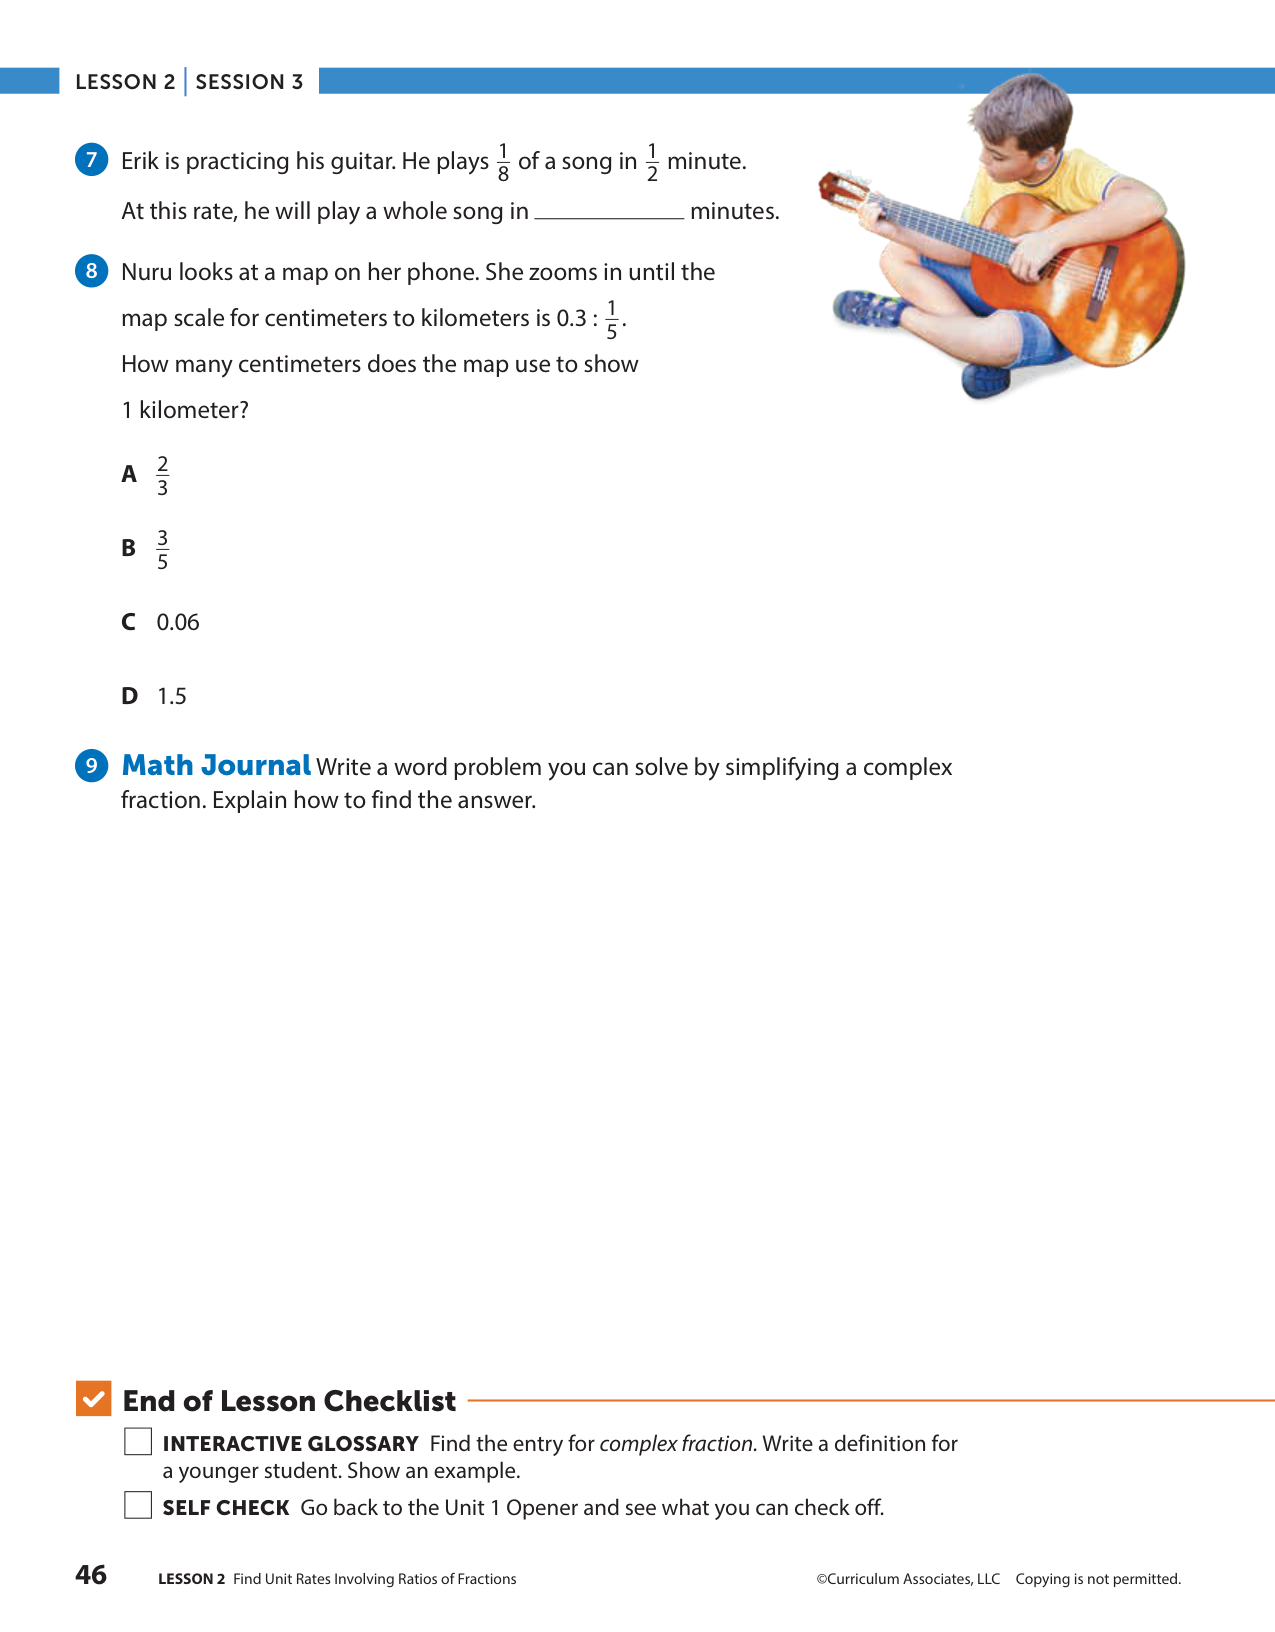 LESSON 2 | SESSION 3
7 Erik is practicing his guitar. He plays 1/8 of a song in 1/2 minute.
At this rate, he will play a whole song in ____________ minutes.
8 Nuru looks at a map on her phone. She zooms in until the
map scale for centimeters to kilometers is 0.3 : 1/5.
How many centimeters does the map use to show
1 kilometer?
A 2/3
B 3/5
C 0.06
D 1.5
9 Math Journal Write a word problem you can solve by simplifying a complex
fraction. Explain how to find the answer.
End of Lesson Checklist
INTERACTIVE GLOSSARY Find the entry for complex fraction. Write a definition for
a younger student. Show an example.
SELF CHECK Go back to the Unit 1 Opener and see what you can check off.
46 LESSON 2 Find Unit Rates Involving Ratios of Fractions ©Curriculum Associates, LLC Copying is not permitted.